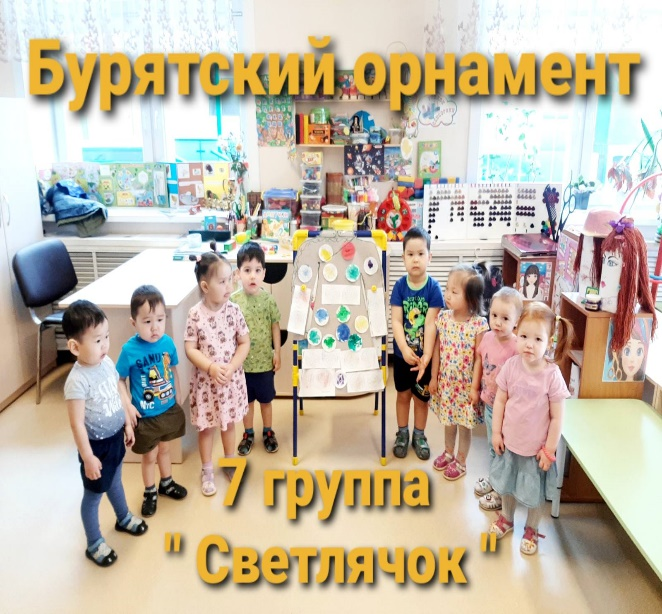 Бурятский орнамент
7 группа
" Светлячок "